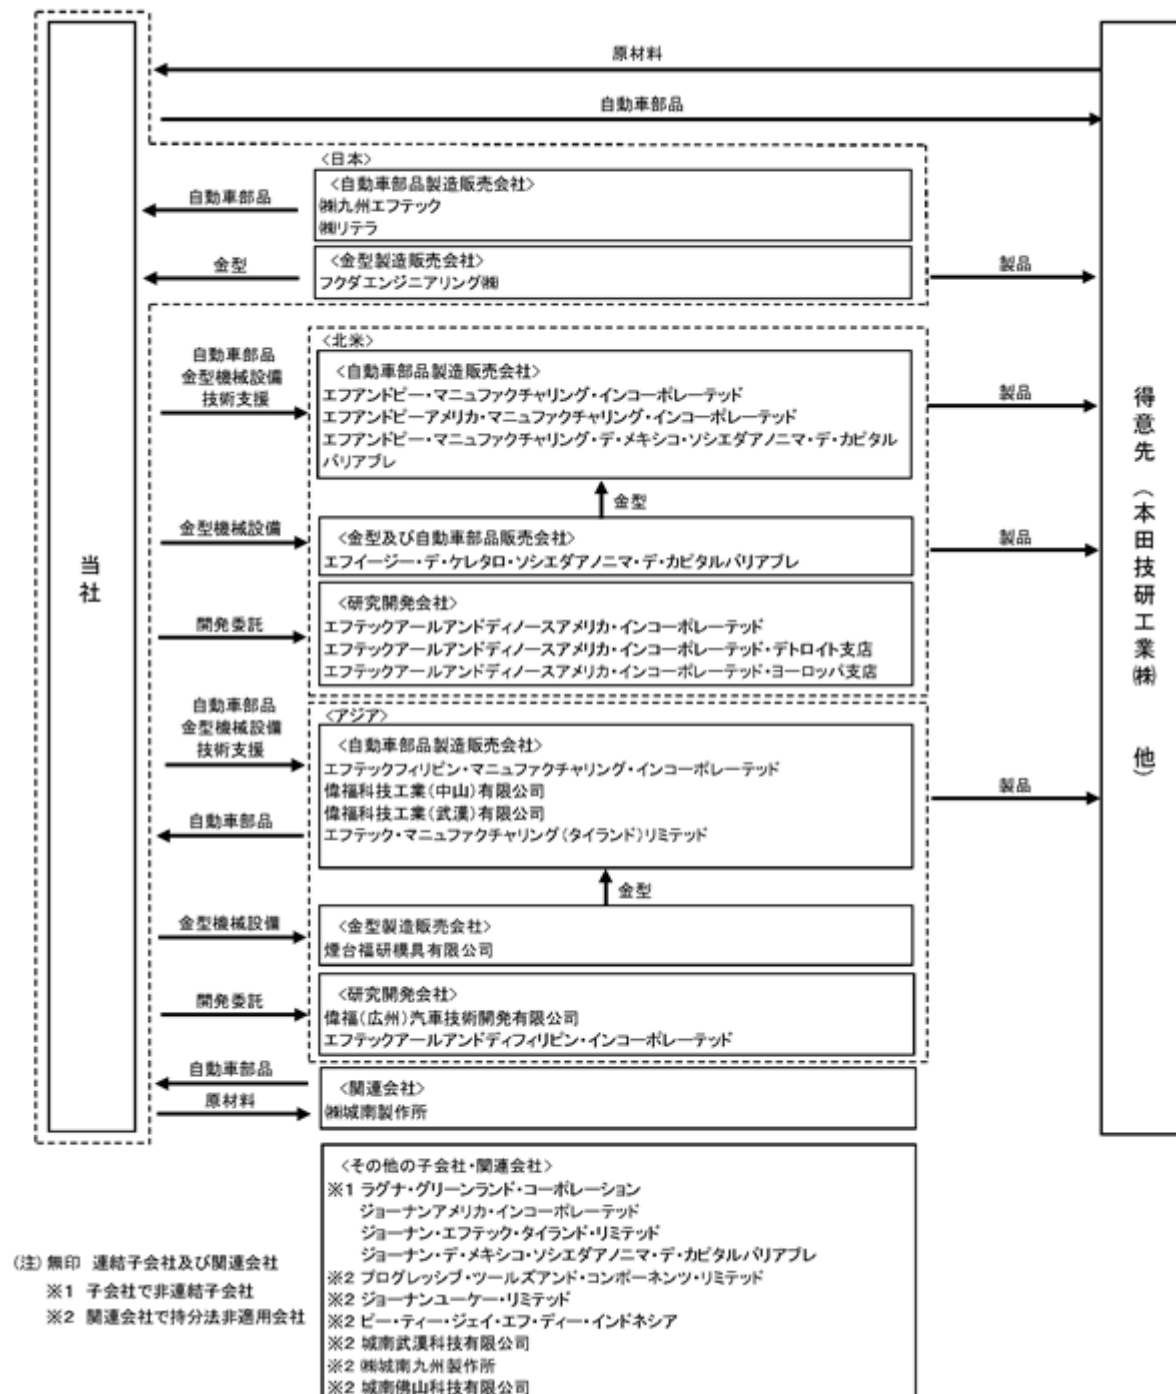 原材料
自動車部品
当社
得意先（本田技研工業㈱ 他）
〈日本〉
〈自動車部品製造販売会社〉
㈱九州エフテック
㈱リテラ
自動車部品
〈金型製造販売会社〉
フクダエンジニアリング㈱
金型
製品
〈北米〉
自動車部品
金型機械設備
技術支援
〈自動車部品製造販売会社〉
エフアンドピー・マニュファクチャリング・インコーポレーテッド
エフアンドピーアメリカ・マニュファクチャリング・インコーポレーテッド
エフアンドピー・マニュファクチャリング・デ・メキシコ・ソシエダアノニマ・デ・カピタル
バリアブレ
製品
金型
金型機械設備
〈金型及び自動車部品販売会社〉
エフイージー・デ・ケレタロ・ソシエダアノニマ・デ・カピタルバリアブレ
製品
開発委託
〈研究開発会社〉
エフテックアールアンドディノースアメリカ・インコーポレーテッド
エフテックアールアンドディノースアメリカ・インコーポレーテッド・デトロイト支店
エフテックアールアンドディノースアメリカ・インコーポレーテッド・ヨーロッパ支店
〈アジア〉
自動車部品
金型機械設備
技術支援
〈自動車部品製造販売会社〉
エフテックフィリピン・マニュファクチャリング・インコーポレーテッド
偉福科技工業（中山）有限公司
偉福科技工業（武漢）有限公司
エフテック・マニュファクチャリング（タイランド）リミテッド
自動車部品
製品
金型
金型機械設備
〈金型製造販売会社〉
煙台福研模具有限公司
開発委託
〈研究開発会社〉
偉福（広州）汽車技術開発有限公司
エフテックアールアンドディフィリピン・インコーポレーテッド
自動車部品
原材料
〈関連会社〉
㈱城南製作所
〈その他の子会社・関連会社〉
※1 ラグナ・グリーンランド・コーポレーション
ジョーナンアメリカ・インコーポレーテッド
ジョーナン・エフテック・タイランド・リミテッド
ジョーナン・デ・メキシコ・ソシエダアノニマ・デ・カピタルバリアブレ
※2 プログレッシブ・ツールズアンド・コンポーネンツ・リミテッド
※2 ジョーナンユーケー・リミテッド
※2 ピー・ティー・ジェイ・エフ・ディー・インドネシア
※2 城南武漢科技有限公司
※2 ㈱城南九州製作所
※2 城南佛山科技有限公司
（注）無印 連結子会社及び関連会社
※1 子会社で非連結子会社
※2 関連会社で持分法非適用会社